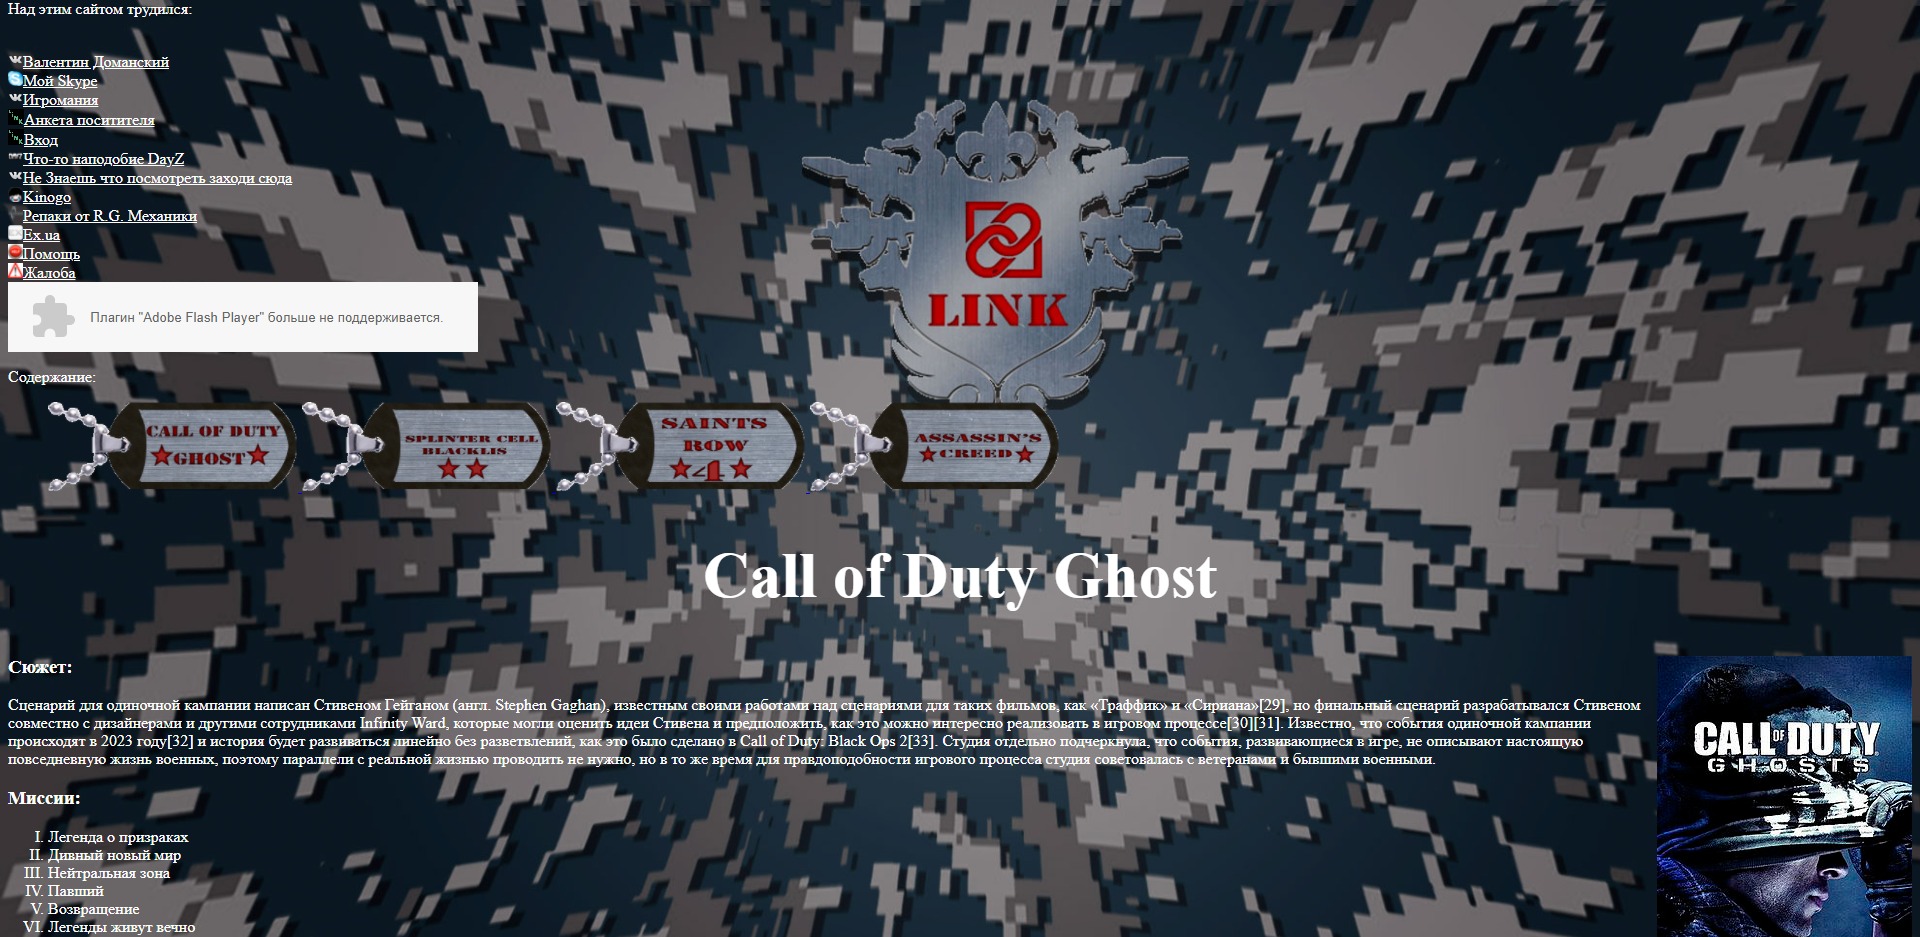 Над этим сайтом трудился:
Валентин Доманский
Мой Skype
Игромания
Анкета поситителя
Вход
Что-то наподобие DayZ
Не Знаешь что посмотреть заходи сюда
Kinogo
Репаки от R.G. Механики
Ex.ua
Помощь
Жалоба
LINK
Плагин "Adobe Flash Player" больше не поддерживается.
Содержание:
CALL OF DUTY
GHOST
SPLINTER CELL
BLACKLIS
SAINTS
ROW
4
ASSASSIN'S
CREED
Call of Duty Ghost
Сюжет:
Сценарий для одиночной кампании написан Стивеном Гейганом (англ. Stephen Gaghan), известным своими работами над сценариями для таких фильмов, как «Траффик» и «Сириана»[29], но финальный сценарий разрабатывался Стивеном
совместно с дизайнерами и другими сотрудниками Infinity Ward, которые могли оценить идеи Стивена и предположить, как это можно интересно реализовать в игровом процессе[30][31]. Известно, что события одиночной кампании
происходят в 2023 году[32] и история будет развиваться линейно без разветвлений, как это было сделано в Call of Duty: Black Ops 2[33]. Студия отдельно подчеркнула, что события, развивающиеся в игре, не описывают настоящую
повседневную жизнь военных, поэтому параллели с реальной жизнью проводить не нужно, но в то же время для правдоподобности игрового процесса студия советовалась с ветеранами и бывшими военными.
CALL OF DUTY
GHOSTS
Миссии:
I. Легенда о призраках
II. Дивный новый мир
III. Нейтральная зона
IV. Павший
V. Возвращение
VI. Легенды живут вечно